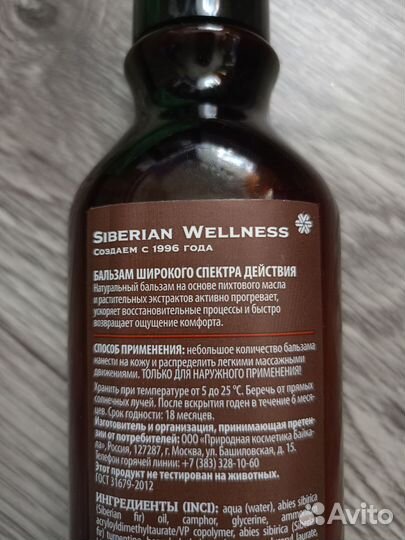 SIBERIAN WELLNESS
СОЗДАЕМ С 1996 ГОДА
БАЛЬЗАМ ШИРОКОГО СПЕКТРА ДЕЙСТВИЯ
Натуральный бальзам на основе пихтового масла
и растительных экстрактов активно прогревает,
ускоряет восстановительные процессы и быстро
возвращает ощущение комфорта.
СПОСОБ ПРИМЕНЕНИЯ: небольшое количество бальзама
нанести на кожу и распределить легкими массажными
движениями. ТОЛЬКО ДЛЯ НАРУЖНОГО ПРИМЕНЕНИЯ!
Хранить при температуре от 5 до 25 °C. Беречь от прямых
солнечных лучей. После вскрытия годен в течение 6 меся-
цев. Срок годности: 18 месяцев.
Изготовитель и организация, принимающая претен-
зии от потребителей: ООО «Природная косметика Байка-
ла», Россия, 127287, г. Москва, ул. Башиловская, д. 15.
Телефон горячей линии: +7 (383) 328-10-60
Этот продукт не тестирован на животных.
ГОСТ 31679-2012
ИНГРЕДИЕНТЫ (INCI): aqua (water), abies sibirica
(Siberian fir) oil, camphor, glycerine,
acryloyldimethyltaurate/VP copolymer, abies sibirica
Avito